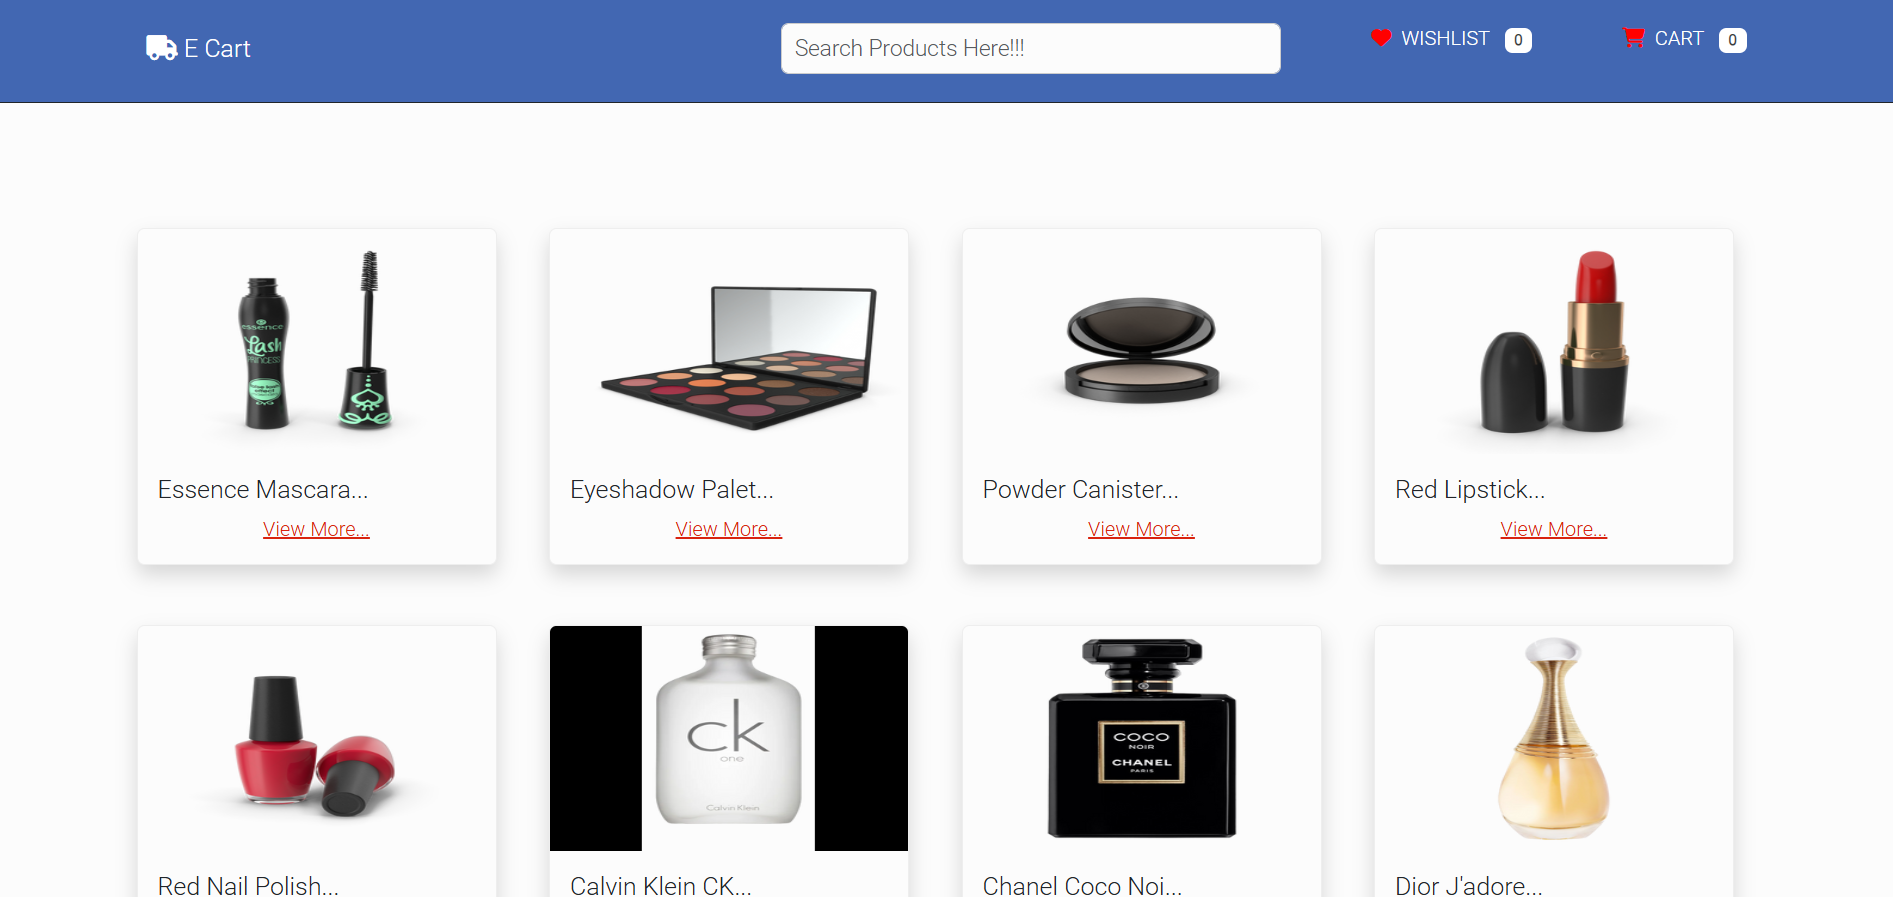 E Cart
Search Products Here!!!
WISHLIST 0
CART 0
essence
Lash
PRINCESS
Essence Mascara...
View More...
Eyeshadow Palet...
View More...
Powder Canister...
View More...
Red Lipstick...
View More...
Red Nail Polish...
ck
one
Calvin Klein
Calvin Klein CK...
COCO
NOIR
CHANEL
PARIS
Chanel Coco Noi...
Dior J'adore...